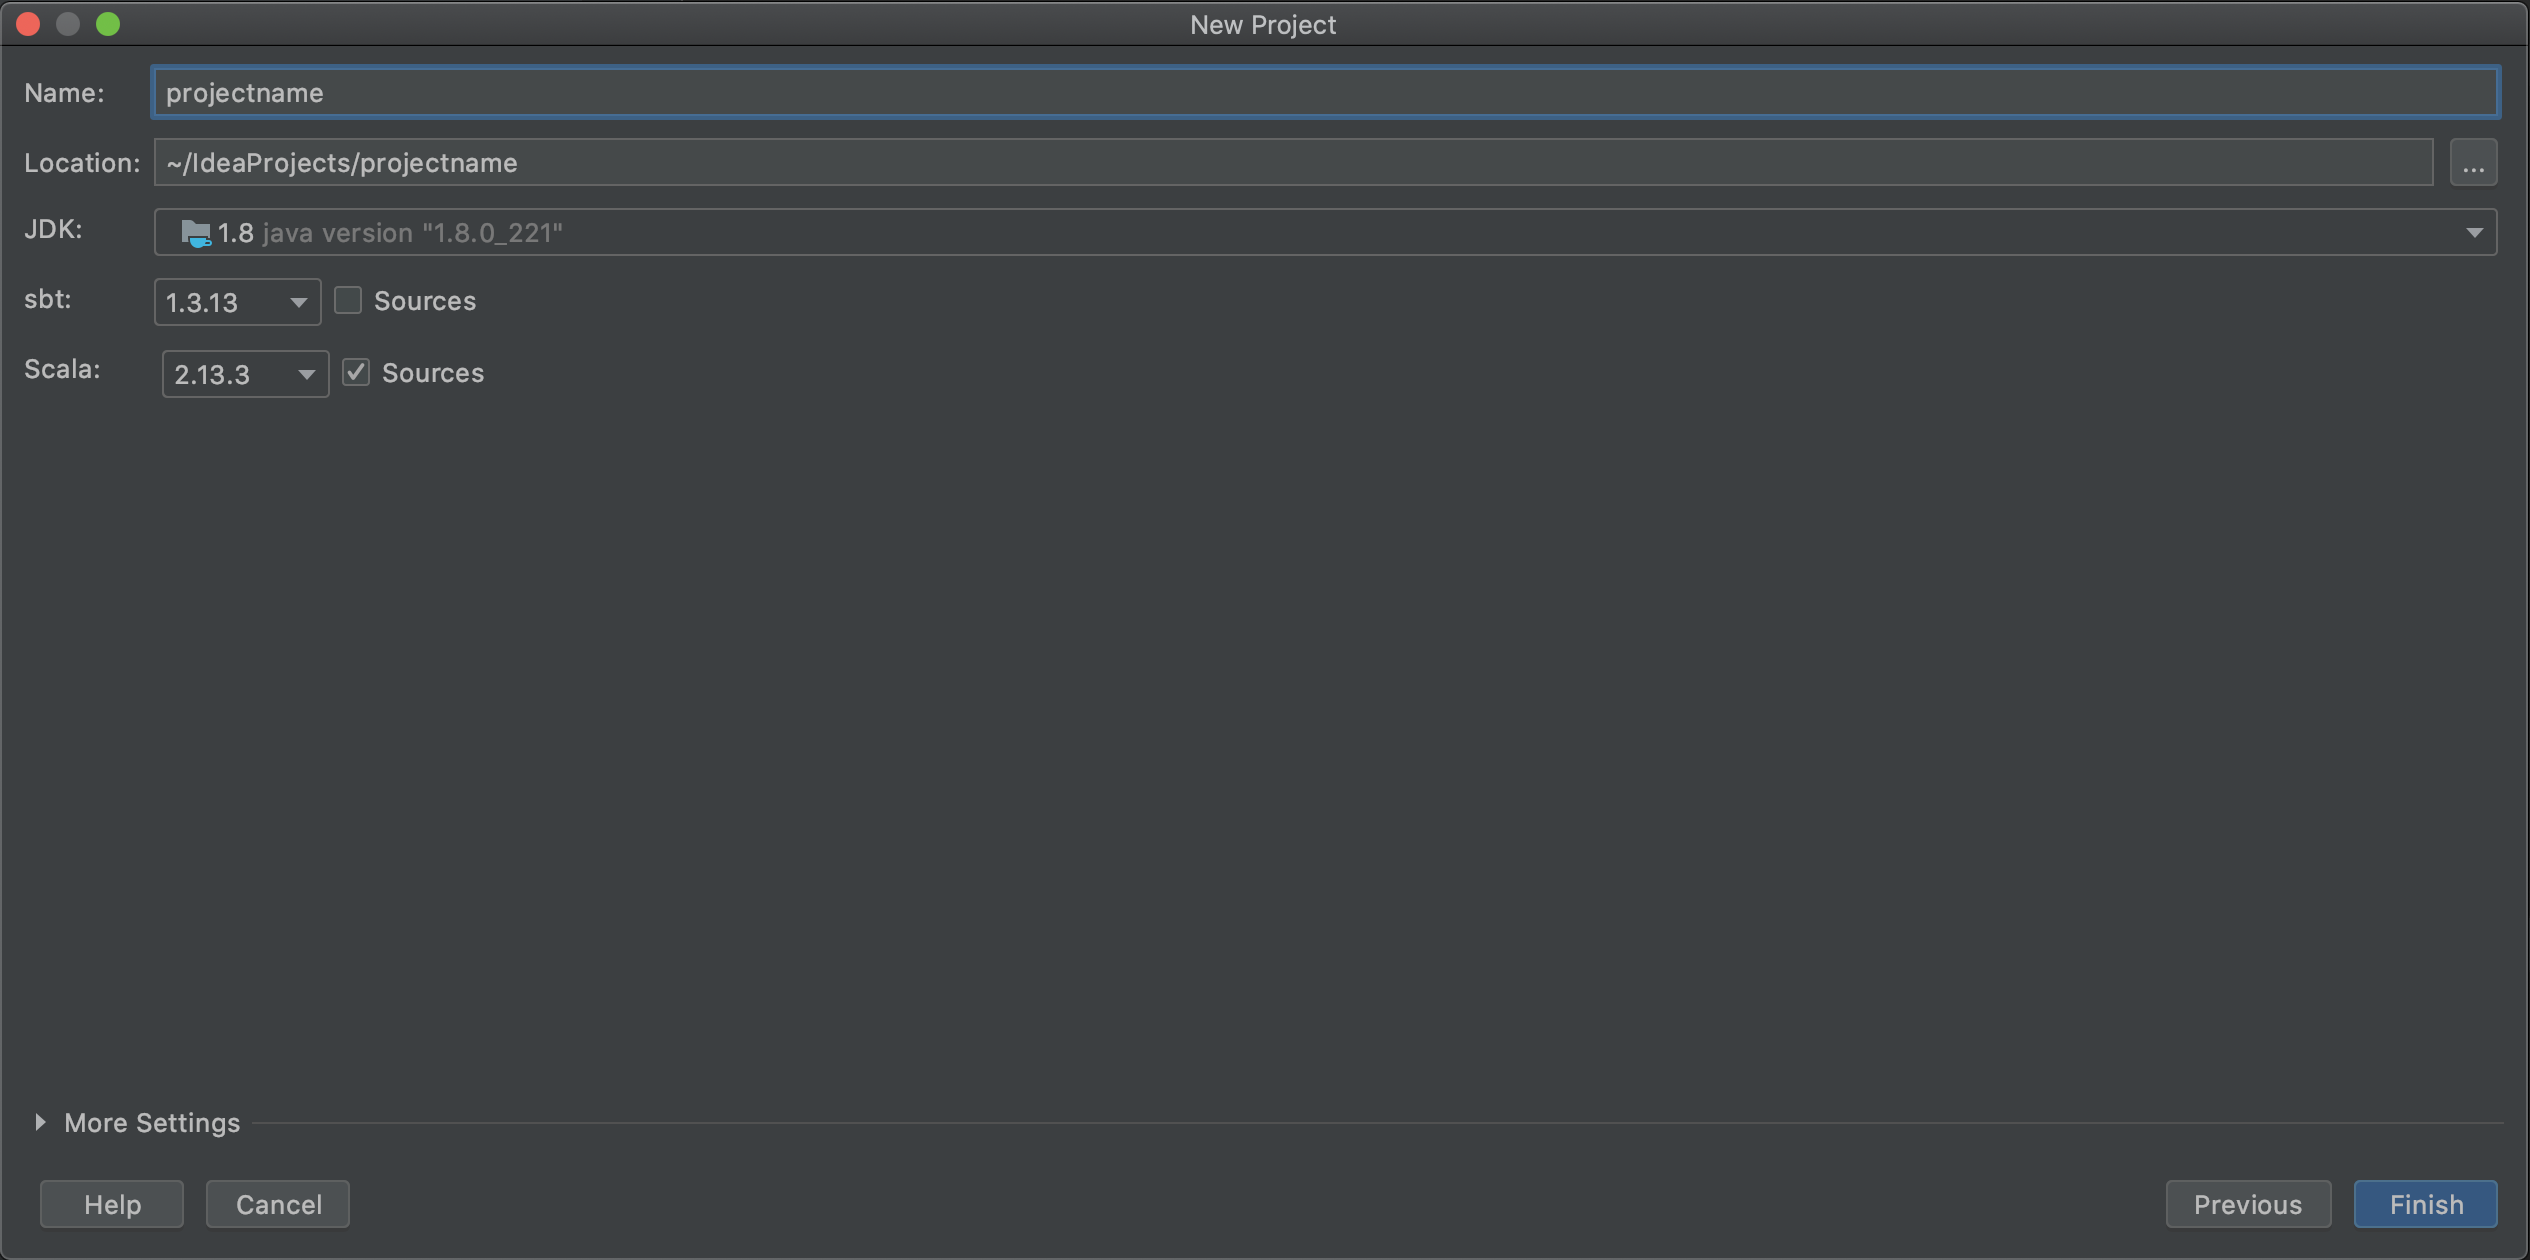 New Project
Name: projectname
Location: ~/IdeaProjects/projectname ...
JDK: 1.8 java version "1.8.0_221"
sbt: 1.3.13 Sources
Scala: 2.13.3 Sources
More Settings
Help Cancel Previous Finish